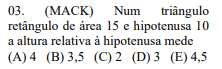 03. (MACK) Num triângulo
retângulo de área 15 e hipotenusa 10
a altura relativa à hipotenusa mede
(A) 4 (B) 3,5 (C) 2 (D) 3 (E) 4,5